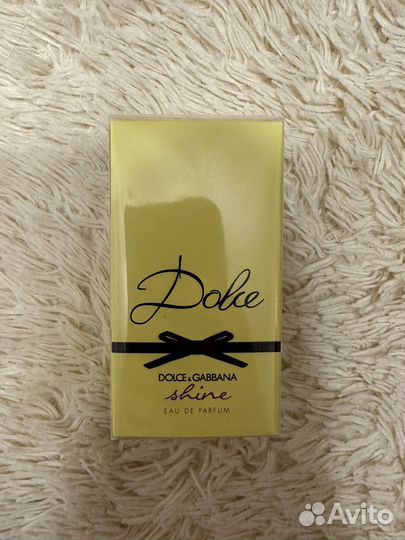 Dolce
DOLCE & GABBANA
shine
EAU DE PARFUM
Avito